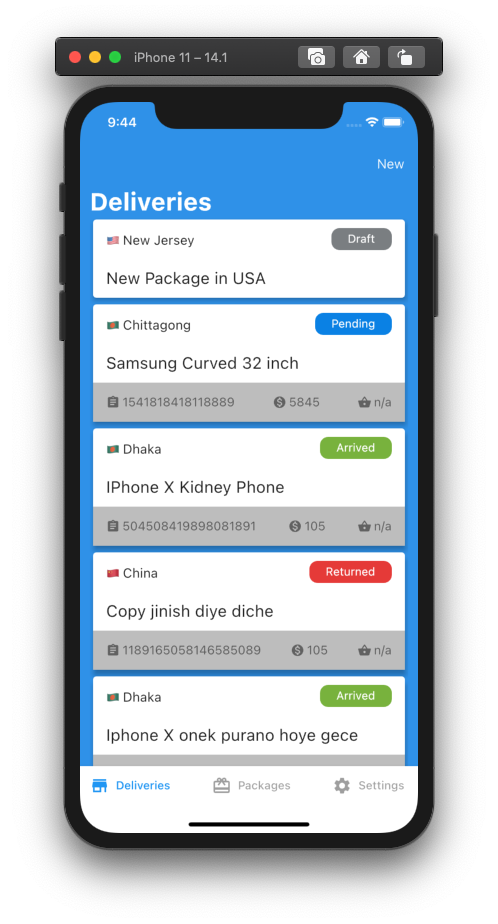 iPhone 11 – 14.1
9:44
New
Deliveries
New Jersey Draft
New Package in USA
Chittagong Pending
Samsung Curved 32 inch
1541818418118889 5845 n/a
Dhaka Arrived
IPhone X Kidney Phone
504508419898081891 105 n/a
China Returned
Copy jinish diye diche
1189165058146585089 105 n/a
Dhaka Arrived
Iphone X onek purano hoye gece
Deliveries Packages Settings